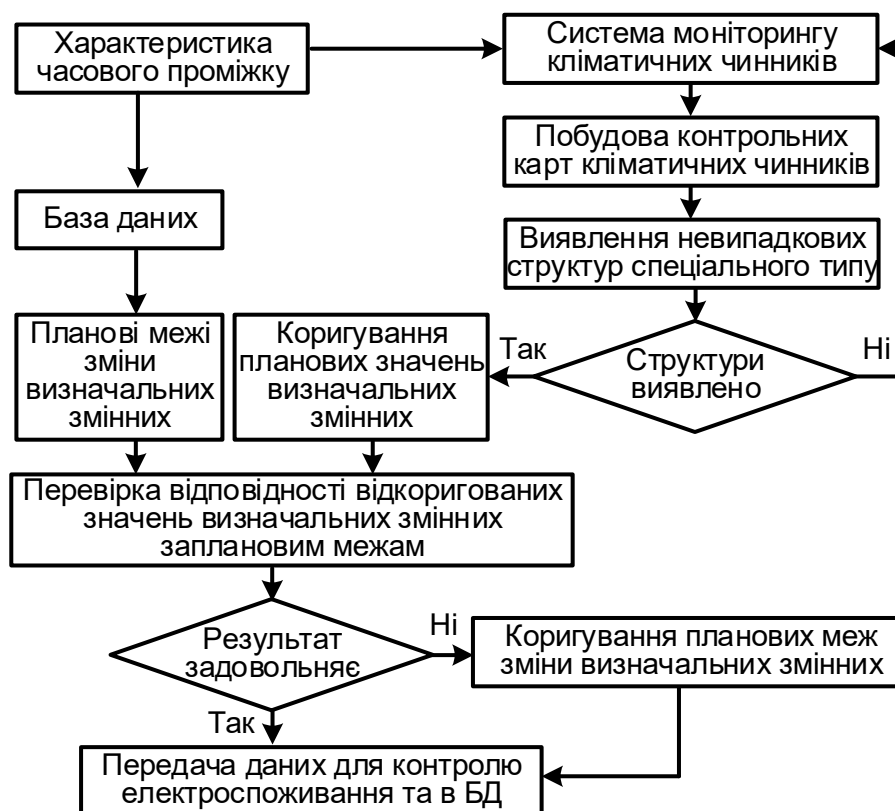 Характеристика
часового проміжку
Система моніторингу
кліматичних чинників
Побудова контрольних
карт кліматичних чинників
База даних
Виявлення невипадкових
структур спеціального типу
Планові межі
зміни
визначальних
змінних
Коригування
планових значень
визначальних
змінних
Так
Структури
виявлено
Ні
Перевірка відповідності відкоригованих
значень визначальних змінних
заплановим межам
Результат
задовольняє
Ні
Коригування планових меж
зміни визначальних змінних
Так
Передача даних для контролю
електроспоживання та в БД